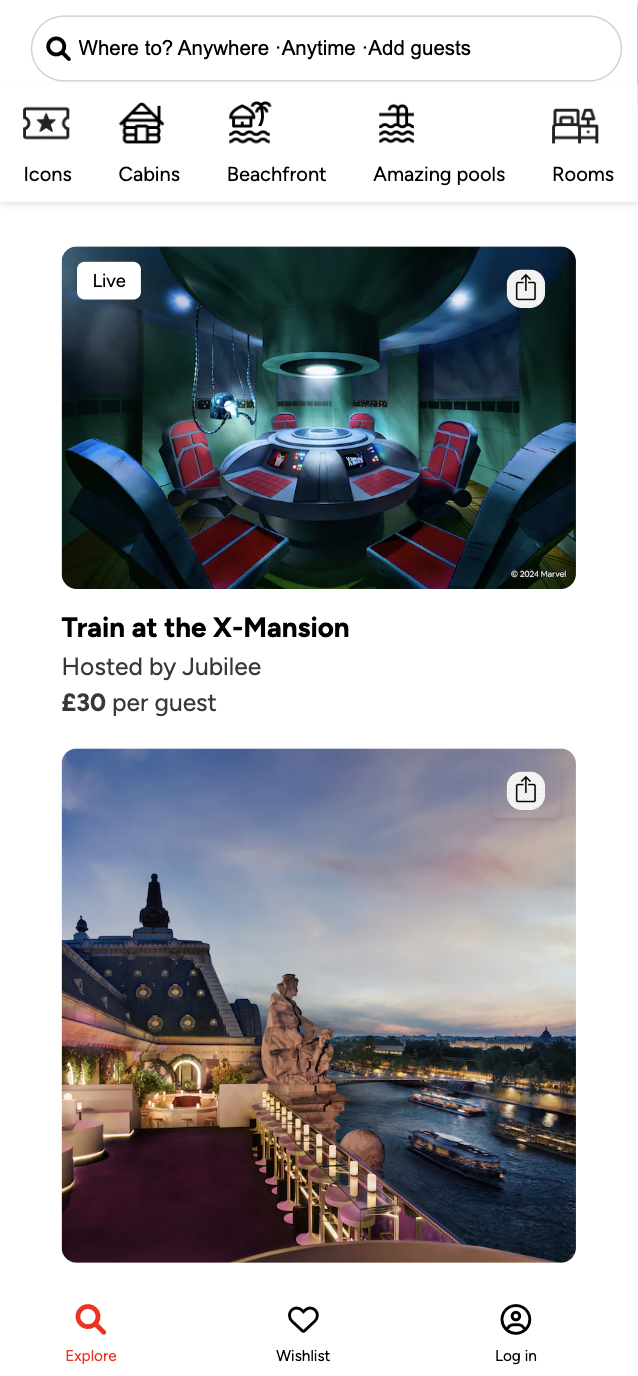 Where to? Anywhere ·Anytime ·Add guests
Icons
Cabins
Beachfront
Amazing pools
Rooms
Live
© 2024 Marvel
Train at the X-Mansion
Hosted by Jubilee
£30 per guest
Explore
Wishlist
Log in